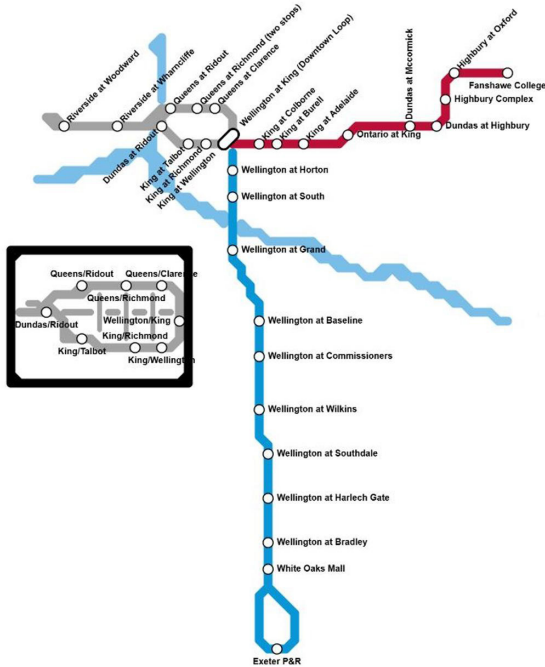 Riverside at Woodward
Riverside at Wharncliffe
Queens at Ridout
Queens at Richmond (two stops)
Queens at Clarence
Wellington at King (Downtown Loop)
King at Colborne
King at Burell
King at Adelaide
Ontario at King
Dundas at Mccormick
Dundas at Highbury
Highbury Complex
Highbury at Oxford
Fanshawe College
Dundas at Ridout
King at Talbot
King at Richmond
King at Wellington
Wellington at Horton
Wellington at South
Wellington at Grand
Wellington at Baseline
Wellington at Commissioners
Wellington at Wilkins
Wellington at Southdale
Wellington at Harlech Gate
Wellington at Bradley
White Oaks Mall
Exeter P&R
Queens/Ridout
Queens/Clarence
Queens/Richmond
Dundas/Ridout
Wellington/King
King/Richmond
King/Talbot
King/Wellington